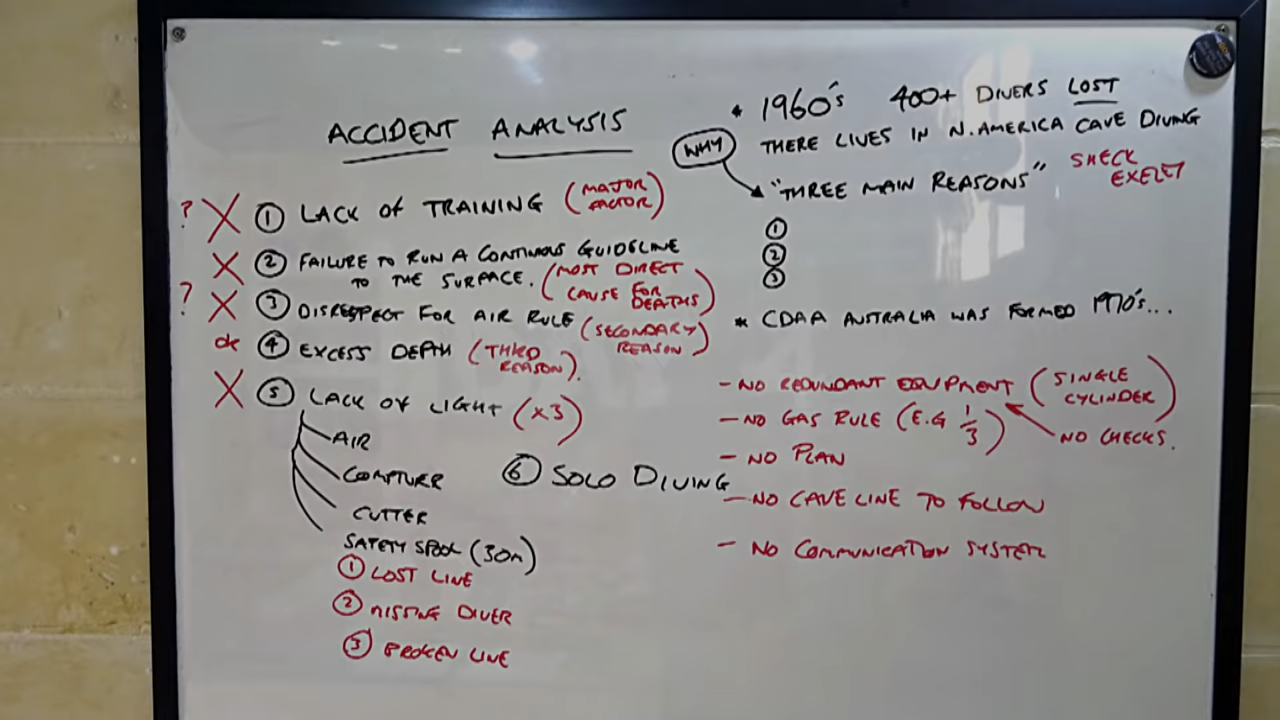 ACCIDENT ANALYSIS
? X ① LACK OF TRAINING (MAJOR FACTOR)
X ② FAILURE TO RUN A CONTINUOUS GUIDELINE
TO THE SURFACE. (MOST DIRECT CAUSE FOR DEATHS)
? X ③ DISRESPECT FOR AIR RULE (SECONDARY REASON)
ok ④ EXCESS DEPTH (THIRD REASON).
X ⑤ LACK OF LIGHT (x3)
AIR
COMPTURR
CUTTER
SAFETY SPOOL (30m)
① LOST LINE
② MISSING DIVER
③ BROKEN LINE
⑥ SOLO DIVING
* 1960's 400+ DIVERS LOST
THERE LIVES IN N. AMERICA CAVE DIVING
WHY
"THREE MAIN REASONS" SHECK EXELEY
①
②
③
* CDAA AUSTRALIA WAS FORMED 1970's...
- NO REDUNDANT EQUIPMENT (SINGLE CYLINDER)
- NO GAS RULE (E.G 1/3)
NO CHECKS.
- NO PLAN
- NO CAVE LINE TO FOLLOW
- NO COMMUNICATION SYSTEM